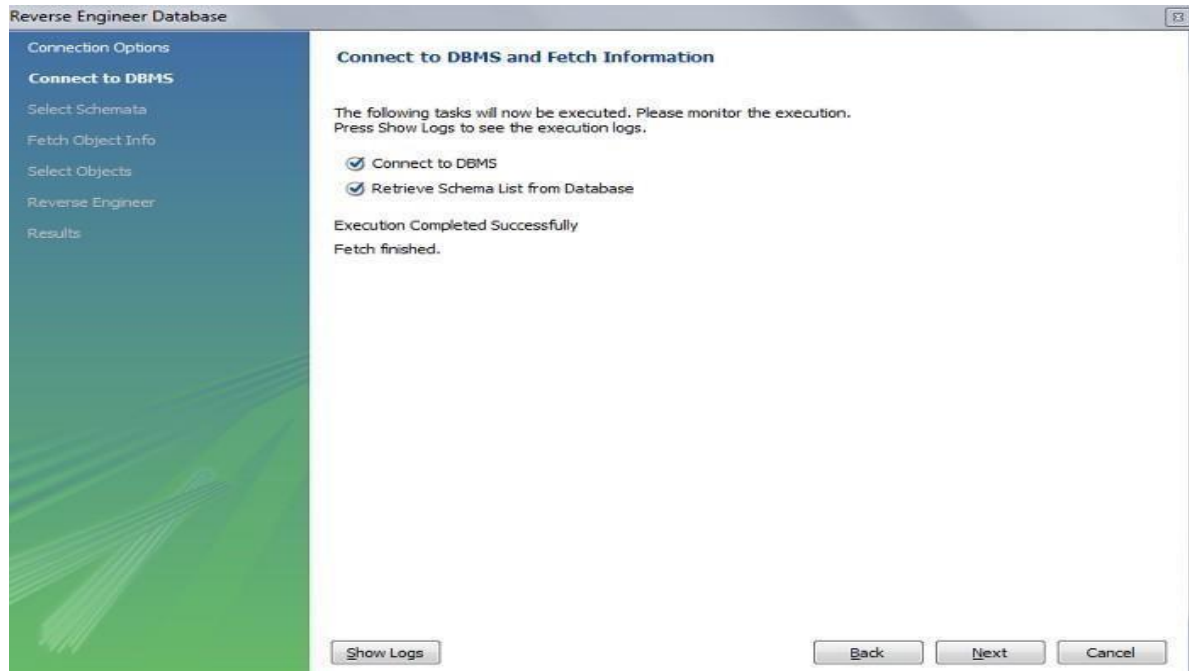 Reverse Engineer Database
Connection Options
Connect to DBMS
Select Schemata
Fetch Object Info
Select Objects
Reverse Engineer
Results
Connect to DBMS and Fetch Information
The following tasks will now be executed. Please monitor the execution.
Press Show Logs to see the execution logs.
Connect to DBMS
Retrieve Schema List from Database
Execution Completed Successfully
Fetch finished.
Show Logs
Back
Next
Cancel